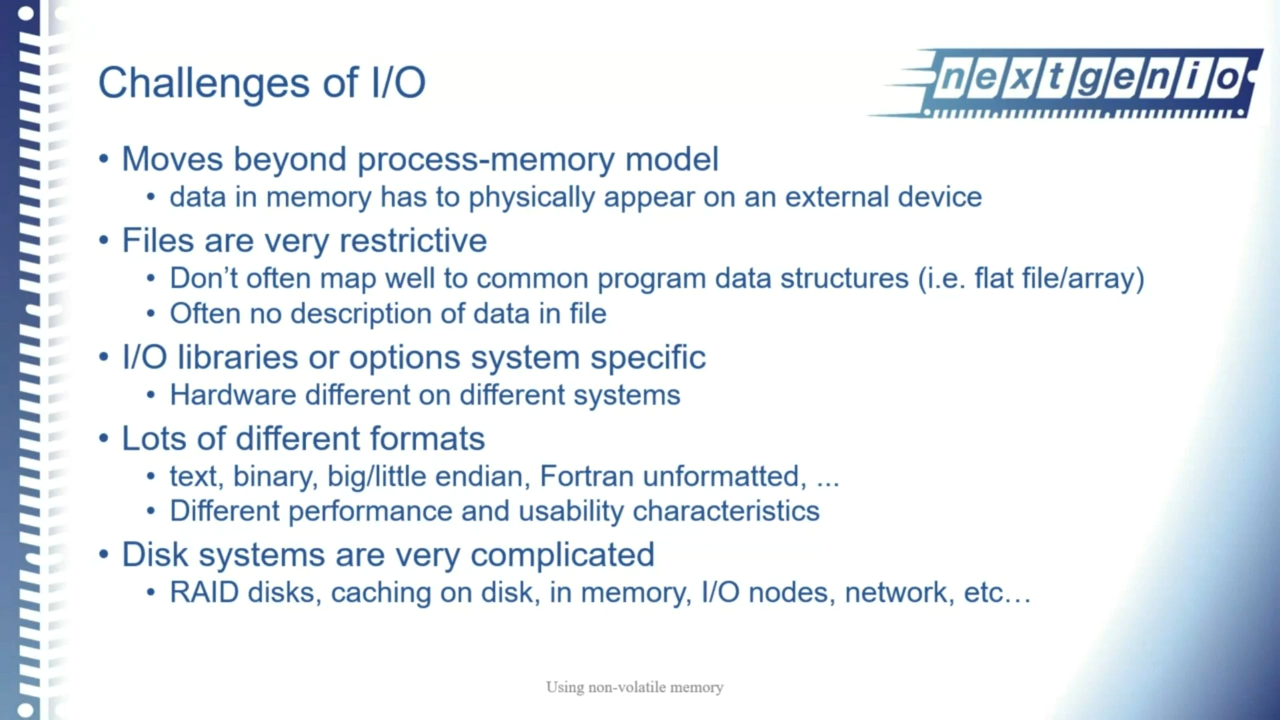 Challenges of I/O
nextgenio
• Moves beyond process-memory model
• data in memory has to physically appear on an external device
• Files are very restrictive
• Don’t often map well to common program data structures (i.e. flat file/array)
• Often no description of data in file
• I/O libraries or options system specific
• Hardware different on different systems
• Lots of different formats
• text, binary, big/little endian, Fortran unformatted, ...
• Different performance and usability characteristics
• Disk systems are very complicated
• RAID disks, caching on disk, in memory, I/O nodes, network, etc…
Using non-volatile memory